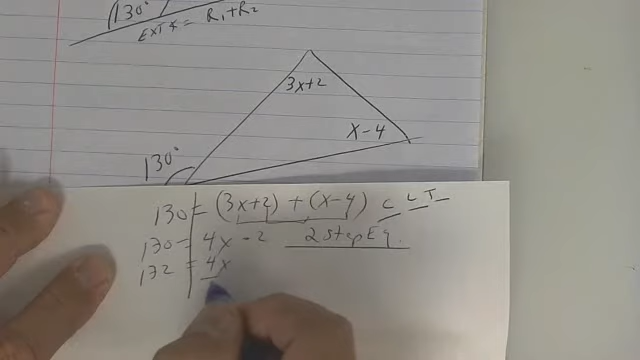 130°
EXT ∠ = R₁ + R₂
3x+2
x-4
130°
130 = (3x+2) + (x-4) C L T
130 = 4x - 2 2 step Eq.
132 = 4x